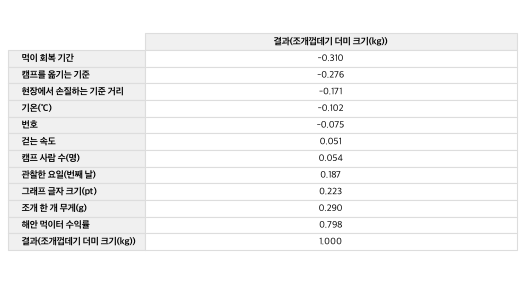 결과(조개껍데기 더미 크기(kg))
먹이 회복 기간 -0.310
캠프를 옮기는 기준 -0.276
현장에서 손질하는 기준 거리 -0.171
기온(℃) -0.102
번호 -0.075
걷는 속도 0.051
캠프 사람 수(명) 0.054
관찰한 요일(번째 날) 0.187
그래프 글자 크기(pt) 0.223
조개 한 개 무게(g) 0.290
해안 먹이터 수익률 0.798
결과(조개껍데기 더미 크기(kg)) 1.000